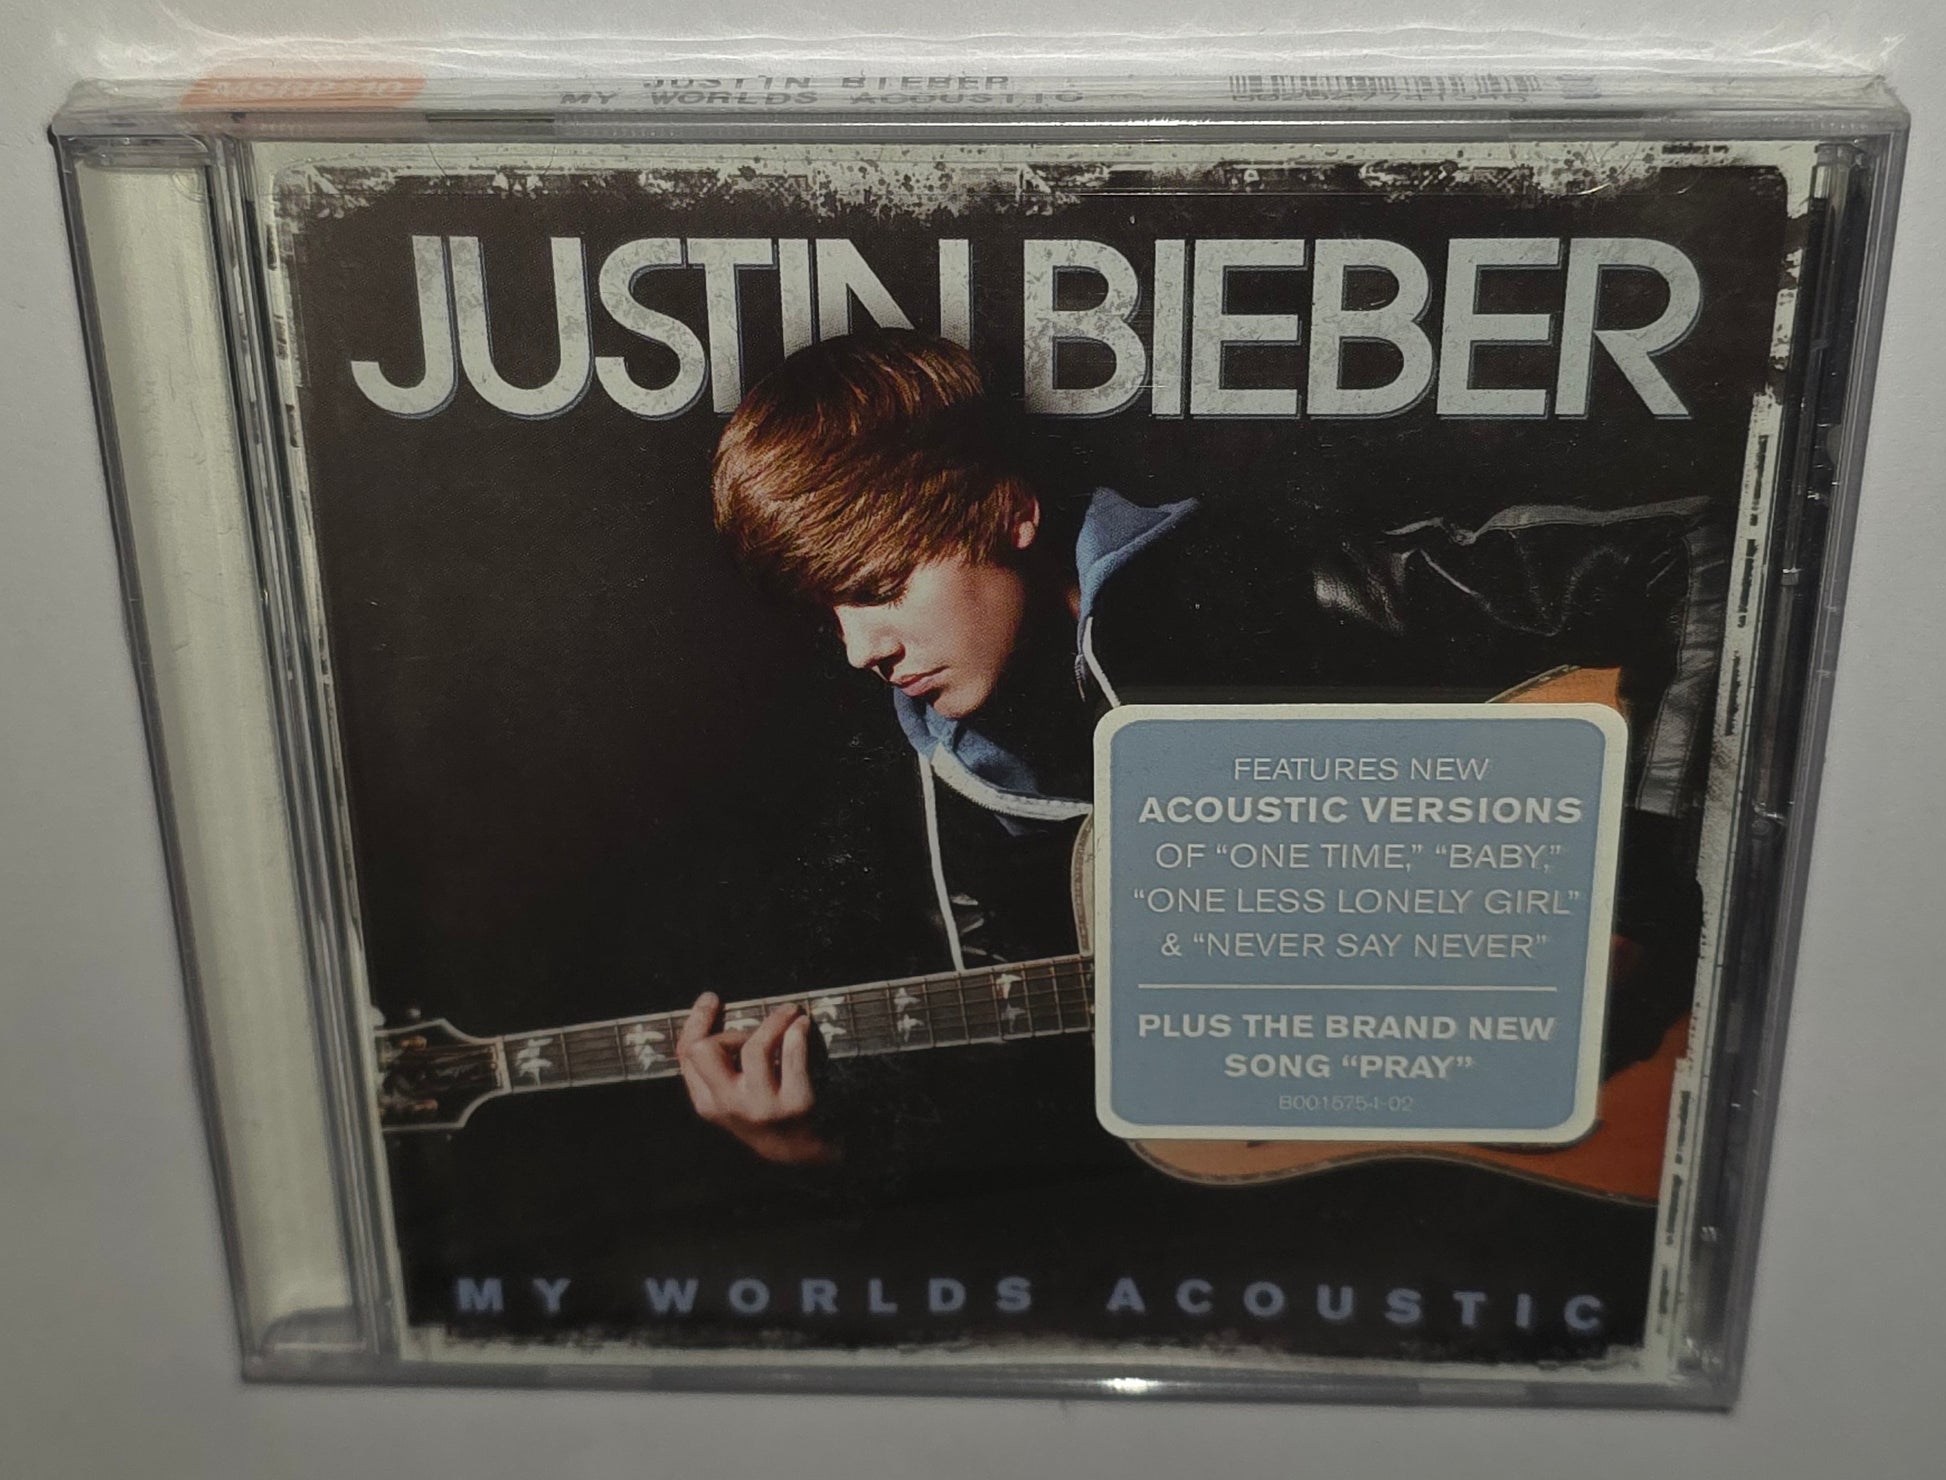 JUSTIN BIEBER
MY WORLDS ACOUSTIC
JUSTIN BIEBER
FEATURES NEW
ACOUSTIC VERSIONS
OF “ONE TIME,” “BABY,”
“ONE LESS LONELY GIRL”
& “NEVER SAY NEVER”
PLUS THE BRAND NEW
SONG “PRAY”
B0015754-02
MY WORLDS ACOUSTIC